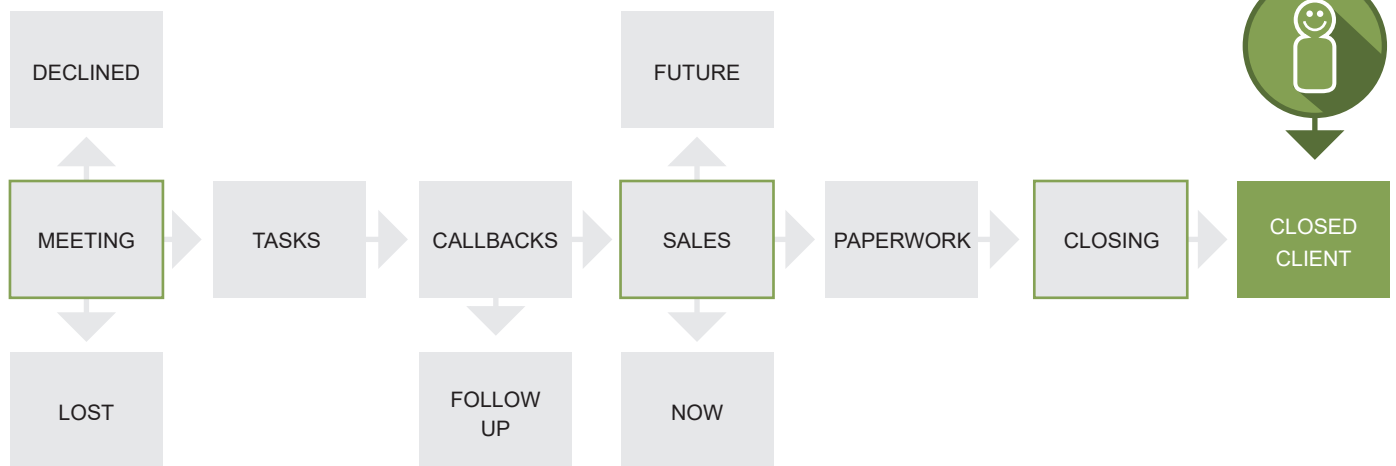 DECLINED
FUTURE
MEETING
TASKS
CALLBACKS
SALES
PAPERWORK
CLOSING
CLOSED
CLIENT
LOST
FOLLOW
UP
NOW